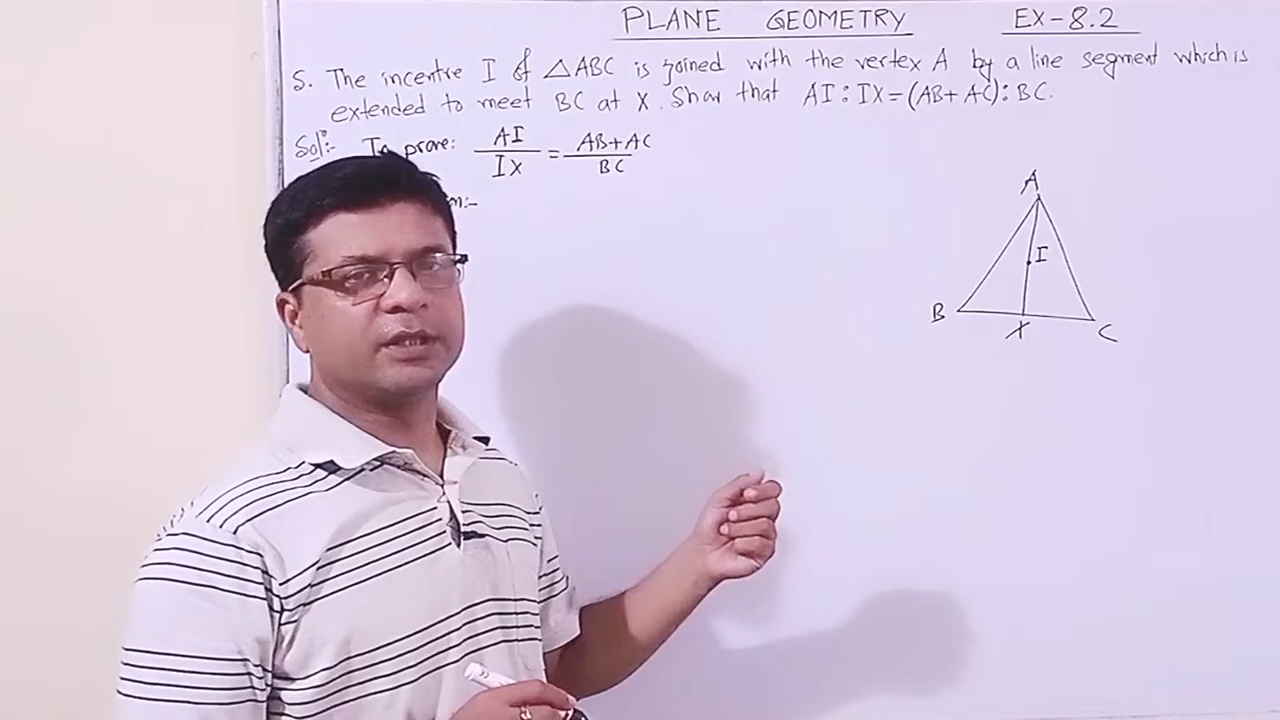 PLANE GEOMETRY EX-8.2
5. The incentre I of △ABC is joined with the vertex A by a line segment which is
extended to meet BC at X. Show that AI : IX = (AB + AC) : BC.
Sol:- To prove: AI/IX = AB+AC/BC
A
I
B X C